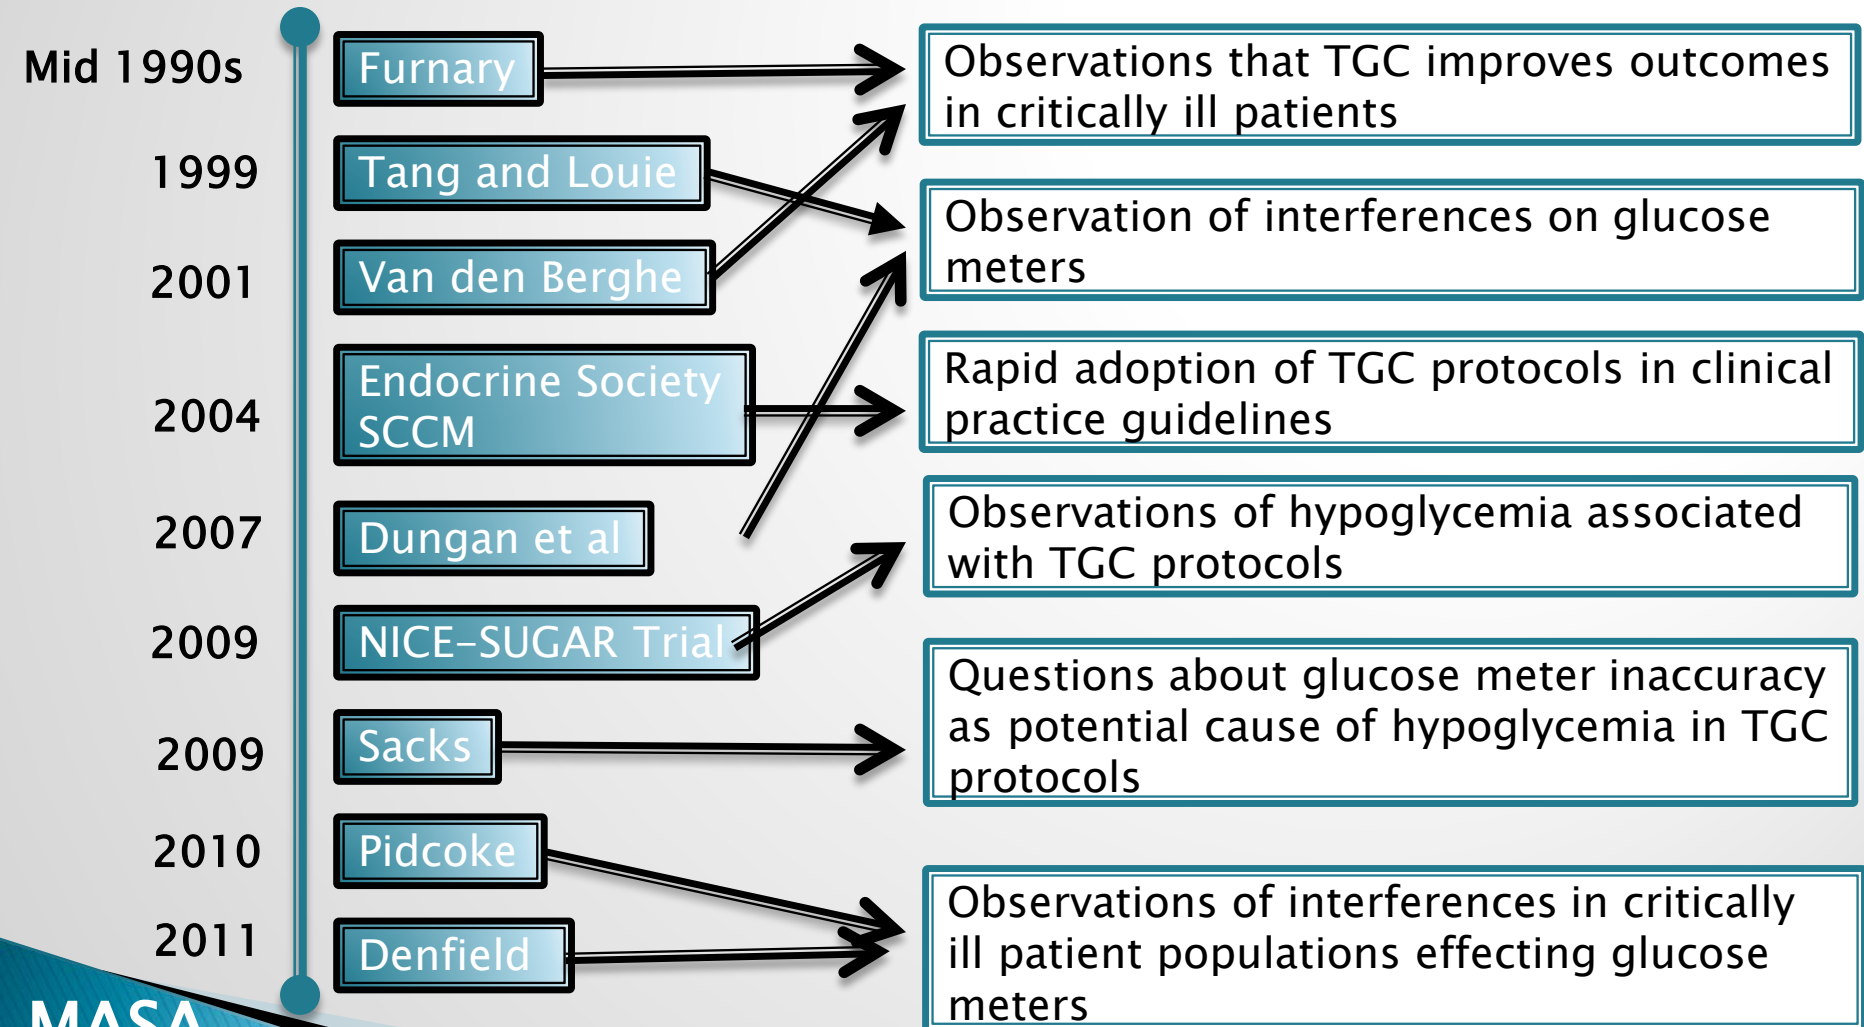 Mid 1990s
Furnary
Observations that TGC improves outcomes
in critically ill patients
1999
Tang and Louie
Observation of interferences on glucose
meters
2001
Van den Berghe
2004
Endocrine Society
SCCM
Rapid adoption of TGC protocols in clinical
practice guidelines
2007
Dungan et al
Observations of hypoglycemia associated
with TGC protocols
2009
NICE-SUGAR Trial
Questions about glucose meter inaccuracy
as potential cause of hypoglycemia in TGC
protocols
2009
Sacks
2010
Pidcoke
Observations of interferences in critically
ill patient populations effecting glucose
meters
2011
Denfield
MASA